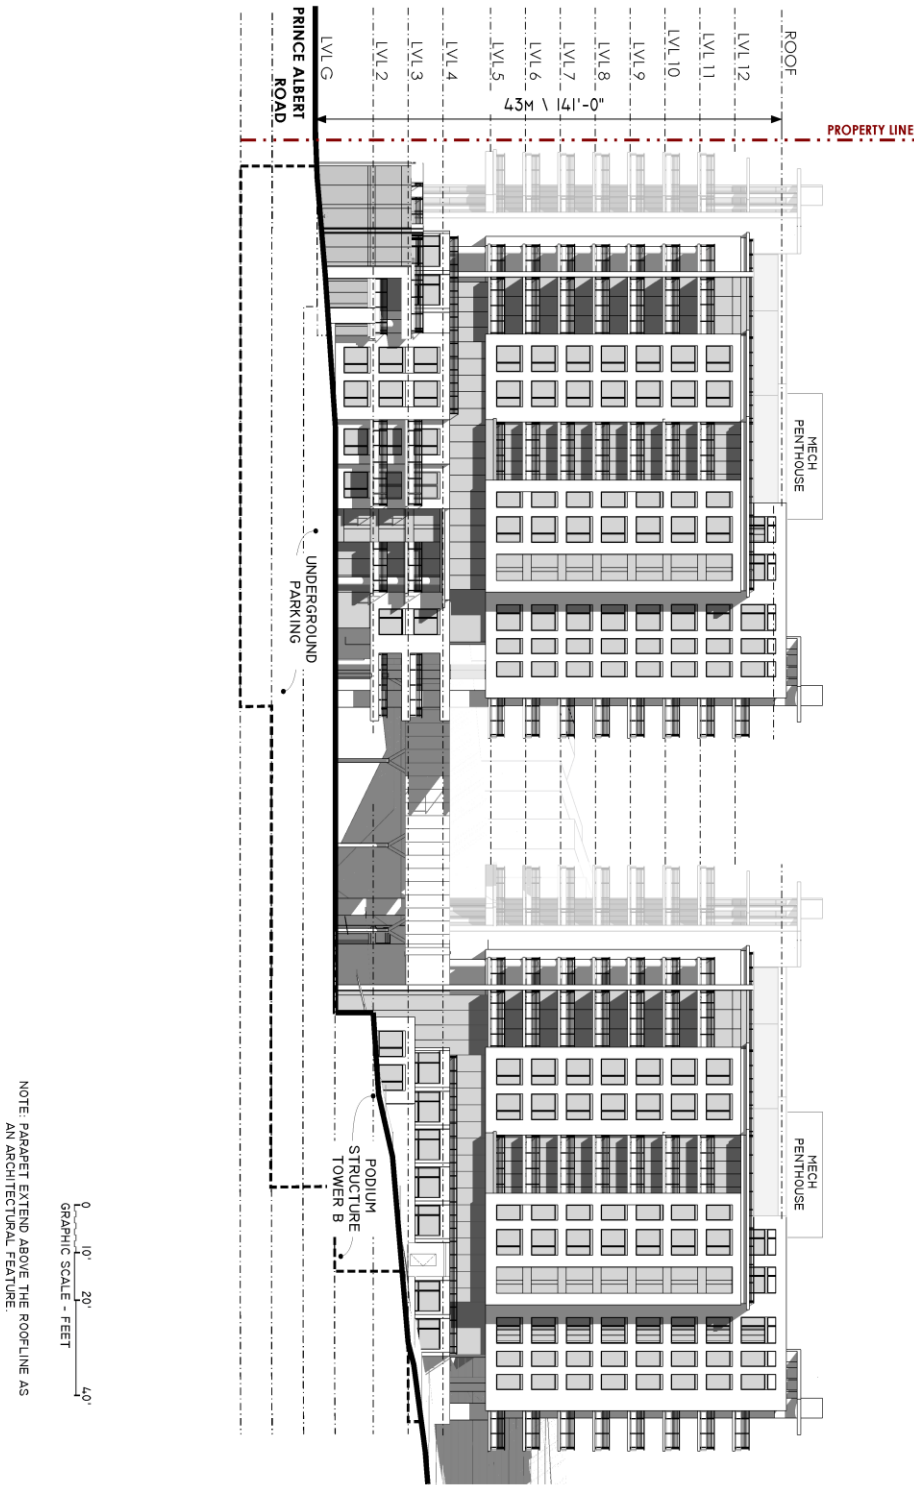 PROPERTY LINE
ROOF
LVL 12
LVL 11
LVL 10
LVL 9
LVL 8
LVL 7
LVL 6
LVL 5
LVL 4
LVL 3
LVL 2
LVL G
PRINCE ALBERT
ROAD
43M \ 141'-0"
MECH
PENTHOUSE
MECH
PENTHOUSE
UNDERGROUND
PARKING
PODIUM
STRUCTURE
TOWER B
0 10' 20' 40'
GRAPHIC SCALE - FEET
NOTE: PARAPET EXTEND ABOVE THE ROOFLINE AS
AN ARCHITECTURAL FEATURE.